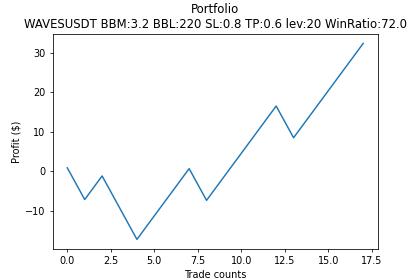 Portfolio
WAVESUSDT BBM:3.2 BBL:220 SL:0.8 TP:0.6 lev:20 WinRatio:72.0
30
20
10
0
−10
Profit ($)
0.0 2.5 5.0 7.5 10.0 12.5 15.0 17.5
Trade counts